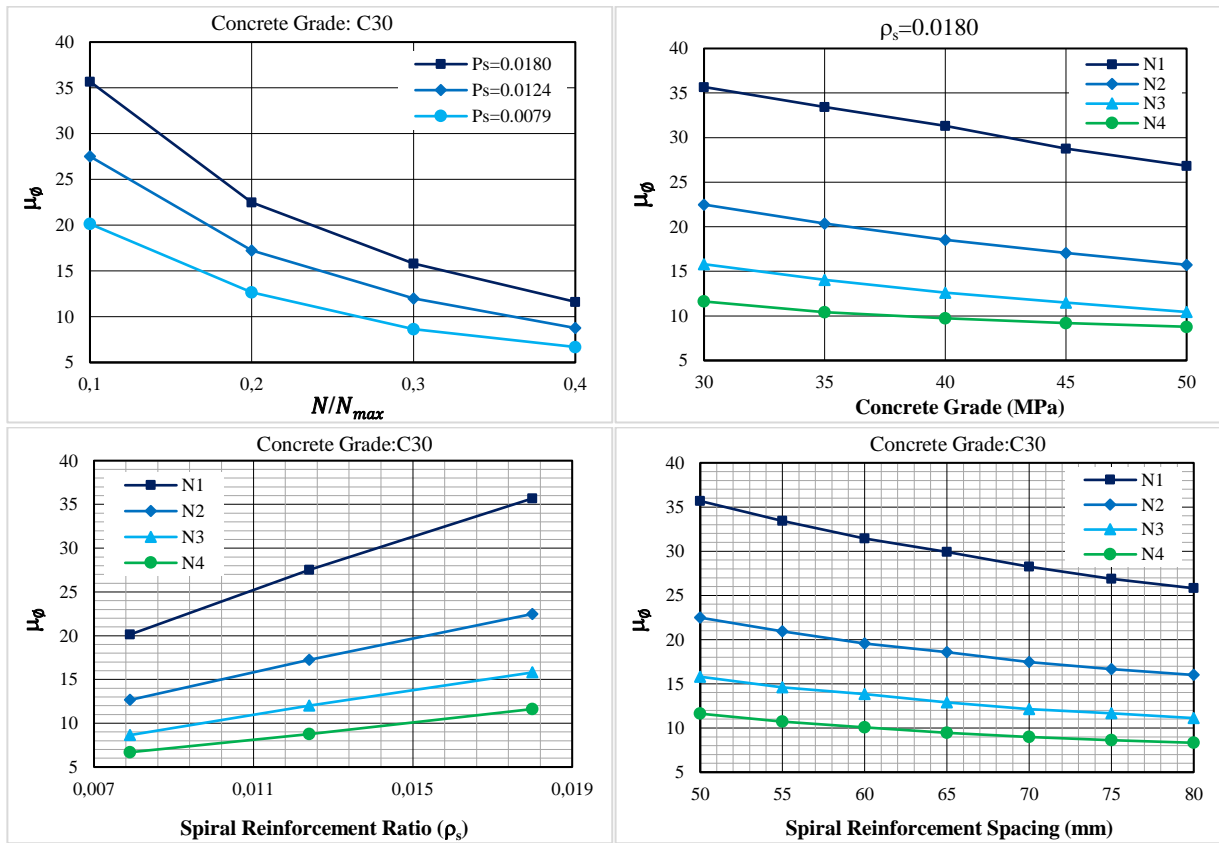 Concrete Grade: C30
40
35
30
25
20
15
10
5
μø
Ps=0.0180
Ps=0.0124
Ps=0.0079
0,1 0,2 0,3 0,4
N/Nmax
ρs=0.0180
40
35
30
25
20
15
10
5
μø
N1
N2
N3
N4
30 35 40 45 50
Concrete Grade (MPa)
Concrete Grade:C30
40
35
30
25
20
15
10
5
μø
N1
N2
N3
N4
0,007 0,011 0,015 0,019
Spiral Reinforcement Ratio (ρs)
Concrete Grade:C30
40
35
30
25
20
15
10
5
μø
N1
N2
N3
N4
50 55 60 65 70 75 80
Spiral Reinforcement Spacing (mm)